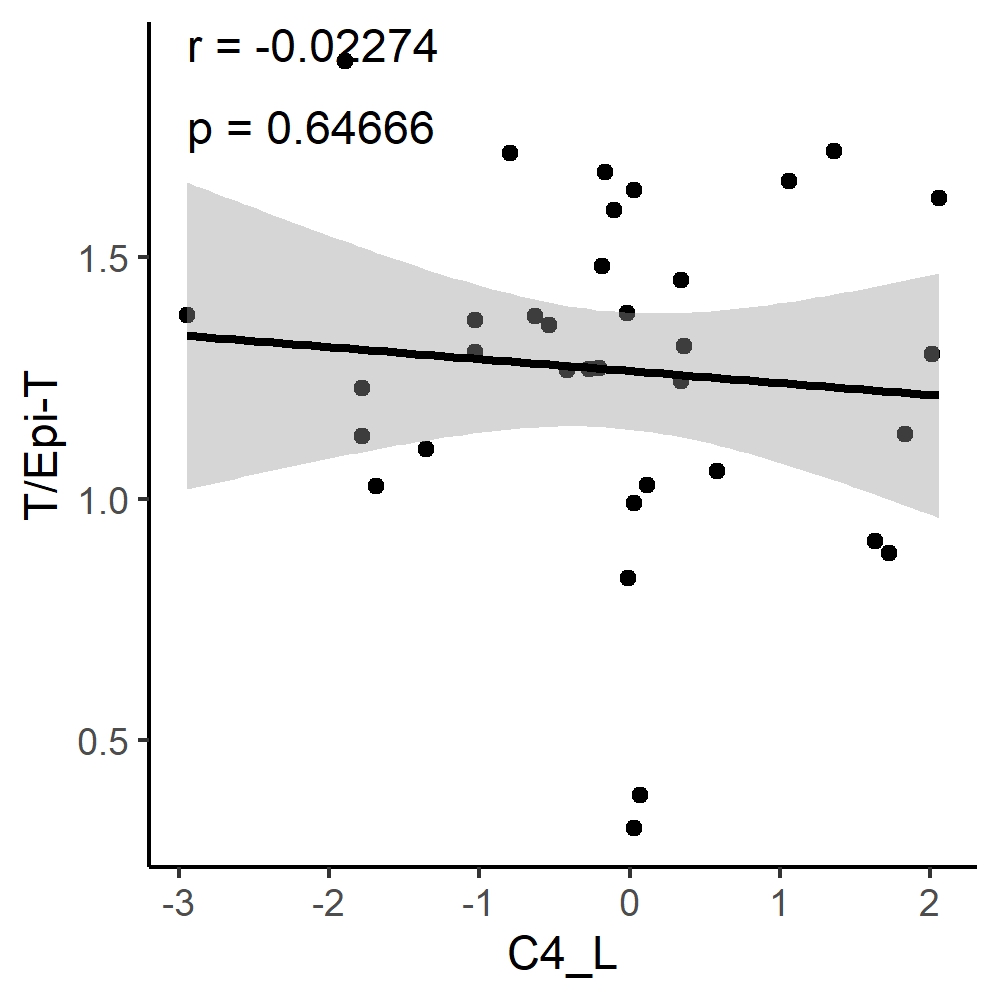 r = -0.02274
p = 0.64666
T/Epi-T
1.5
1.0
0.5
-3 -2 -1 0 1 2
C4_L